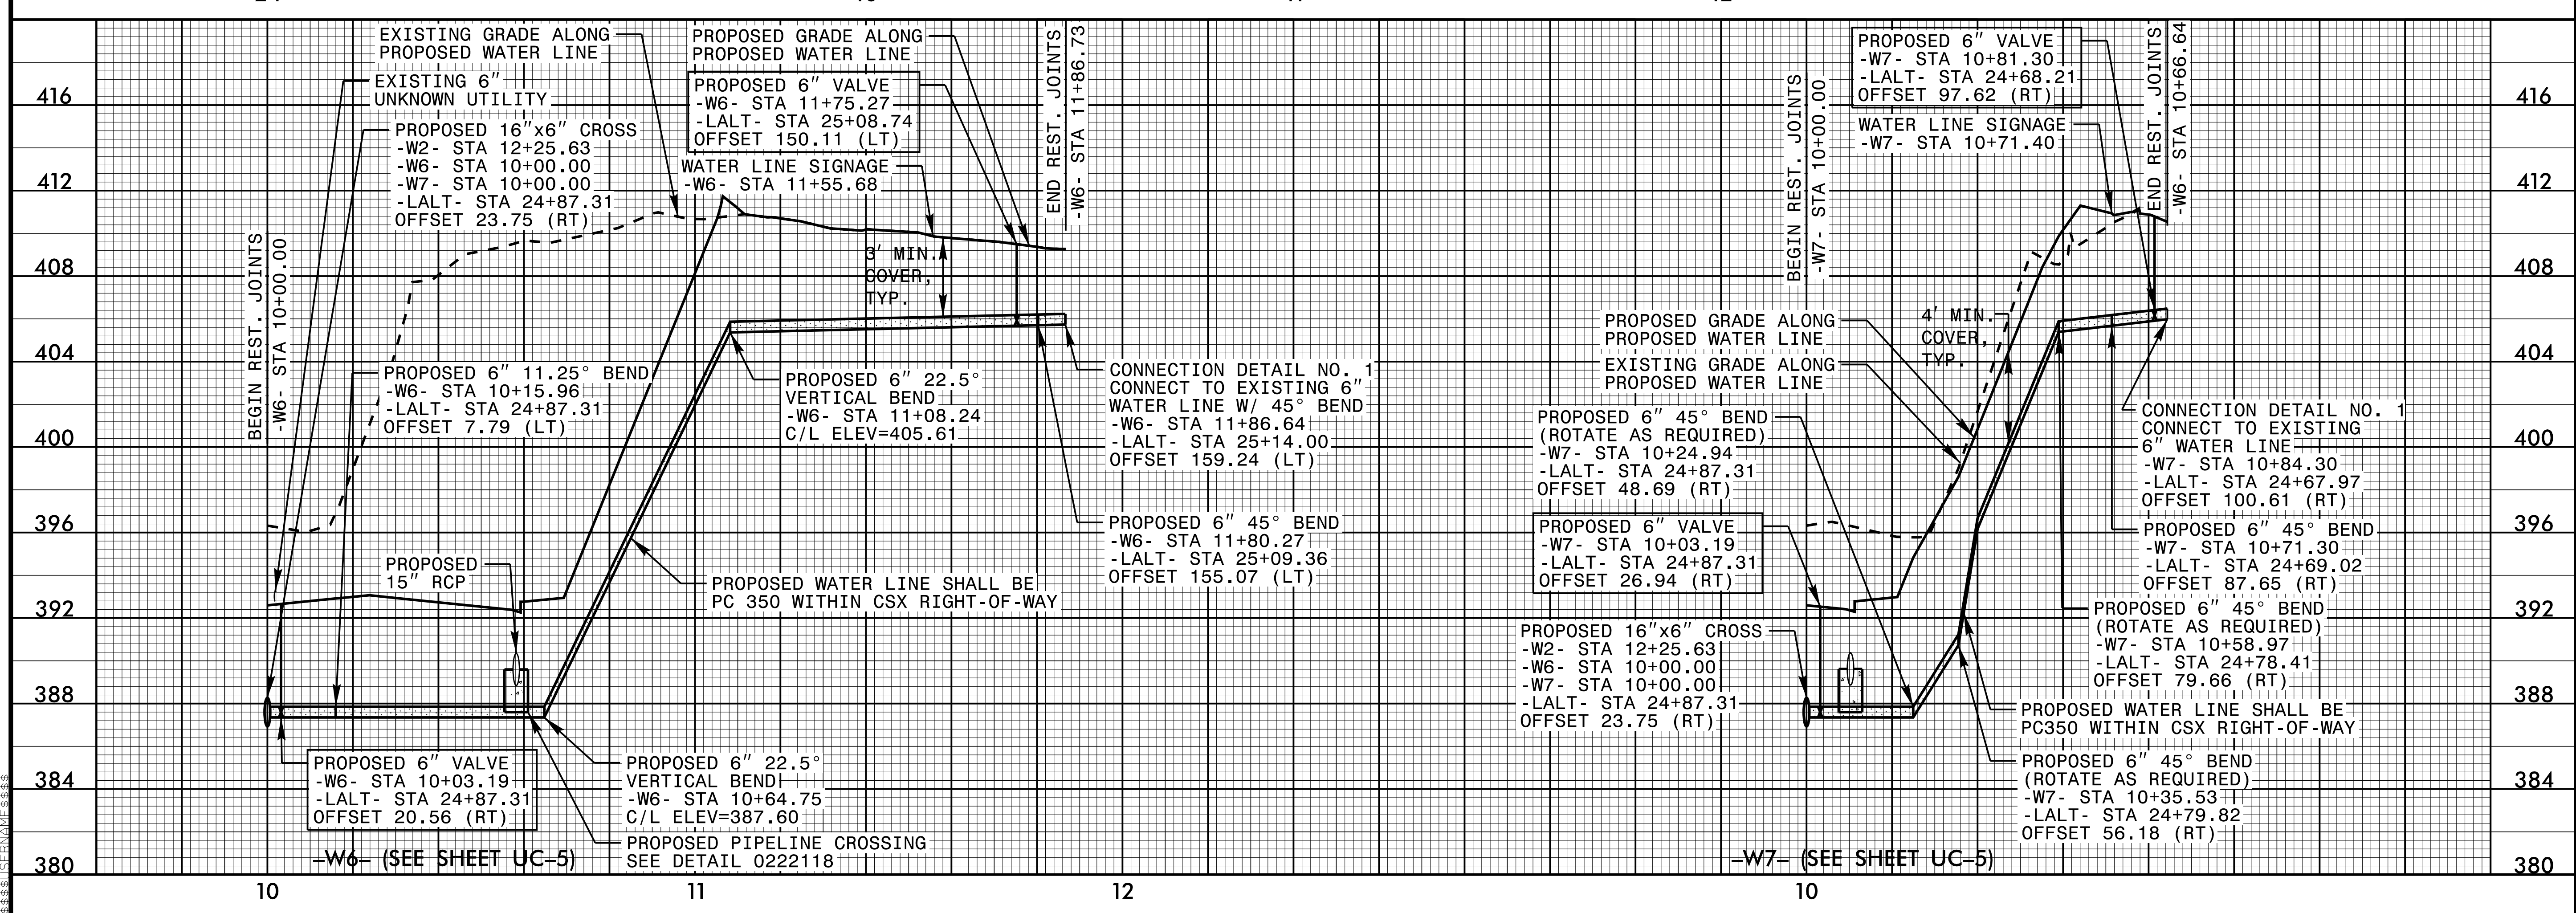 EXISTING GRADE ALONG
PROPOSED WATER LINE
EXISTING 6"
UNKNOWN UTILITY
PROPOSED 16"x6" CROSS
-W2- STA 12+25.63
-W6- STA 10+00.00
-W7- STA 10+00.00
-LALT- STA 24+87.31
OFFSET 23.75 (RT)
PROPOSED GRADE ALONG
PROPOSED WATER LINE
PROPOSED 6" VALVE
-W6- STA 11+75.27
-LALT- STA 25+08.74
OFFSET 150.11 (LT)
WATER LINE SIGNAGE
-W6- STA 11+55.68
END REST. JOINTS
-W6- STA 11+86.73
BEGIN REST. JOINTS
-W6- STA 10+00.00
3' MIN.
COVER,
TYP.
PROPOSED 6" 11.25° BEND
-W6- STA 10+15.96
-LALT- STA 24+87.31
OFFSET 7.79 (LT)
PROPOSED 6" 22.5°
VERTICAL BEND
-W6- STA 11+08.24
C/L ELEV=405.61
CONNECTION DETAIL NO. 1
CONNECT TO EXISTING 6"
WATER LINE W/ 45° BEND
-W6- STA 11+86.64
-LALT- STA 25+14.00
OFFSET 159.24 (LT)
PROPOSED 6" 45° BEND
-W6- STA 11+80.27
-LALT- STA 25+09.36
OFFSET 155.07 (LT)
PROPOSED
15" RCP
PROPOSED WATER LINE SHALL BE
PC 350 WITHIN CSX RIGHT-OF-WAY
PROPOSED 6" VALVE
-W6- STA 10+03.19
-LALT- STA 24+87.31
OFFSET 20.56 (RT)
PROPOSED 6" 22.5°
VERTICAL BEND
-W6- STA 10+64.75
C/L ELEV=387.60
PROPOSED PIPELINE CROSSING
SEE DETAIL 0222118
-W6- (SEE SHEET UC-5)
PROPOSED 6" VALVE
-W7- STA 10+81.30
-LALT- STA 24+68.21
OFFSET 97.62 (RT)
WATER LINE SIGNAGE
-W7- STA 10+71.40
END REST. JOINTS
-W6- STA 10+66.64
BEGIN REST. JOINTS
-W7- STA 10+00.00
PROPOSED GRADE ALONG
PROPOSED WATER LINE
EXISTING GRADE ALONG
PROPOSED WATER LINE
4' MIN.
COVER,
TYP.
PROPOSED 6" 45° BEND
(ROTATE AS REQUIRED)
-W7- STA 10+24.94
-LALT- STA 24+87.31
OFFSET 48.69 (RT)
PROPOSED 6" VALVE
-W7- STA 10+03.19
-LALT- STA 24+87.31
OFFSET 26.94 (RT)
PROPOSED 16"x6" CROSS
-W2- STA 12+25.63
-W6- STA 10+00.00
-W7- STA 10+00.00
-LALT- STA 24+87.31
OFFSET 23.75 (RT)
CONNECTION DETAIL NO. 1
CONNECT TO EXISTING
6" WATER LINE
-W7- STA 10+84.30
-LALT- STA 24+67.97
OFFSET 100.61 (RT)
PROPOSED 6" 45° BEND
-W7- STA 10+71.30
-LALT- STA 24+69.02
OFFSET 87.65 (RT)
PROPOSED 6" 45° BEND
(ROTATE AS REQUIRED)
-W7- STA 10+58.97
-LALT- STA 24+78.41
OFFSET 79.66 (RT)
PROPOSED WATER LINE SHALL BE
PC350 WITHIN CSX RIGHT-OF-WAY
PROPOSED 6" 45° BEND
(ROTATE AS REQUIRED)
-W7- STA 10+35.53
-LALT- STA 24+79.82
OFFSET 56.18 (RT)
-W7- (SEE SHEET UC-5)
416
412
408
404
400
396
392
388
384
380
416
412
408
404
400
396
392
388
384
380
10
11
12
10